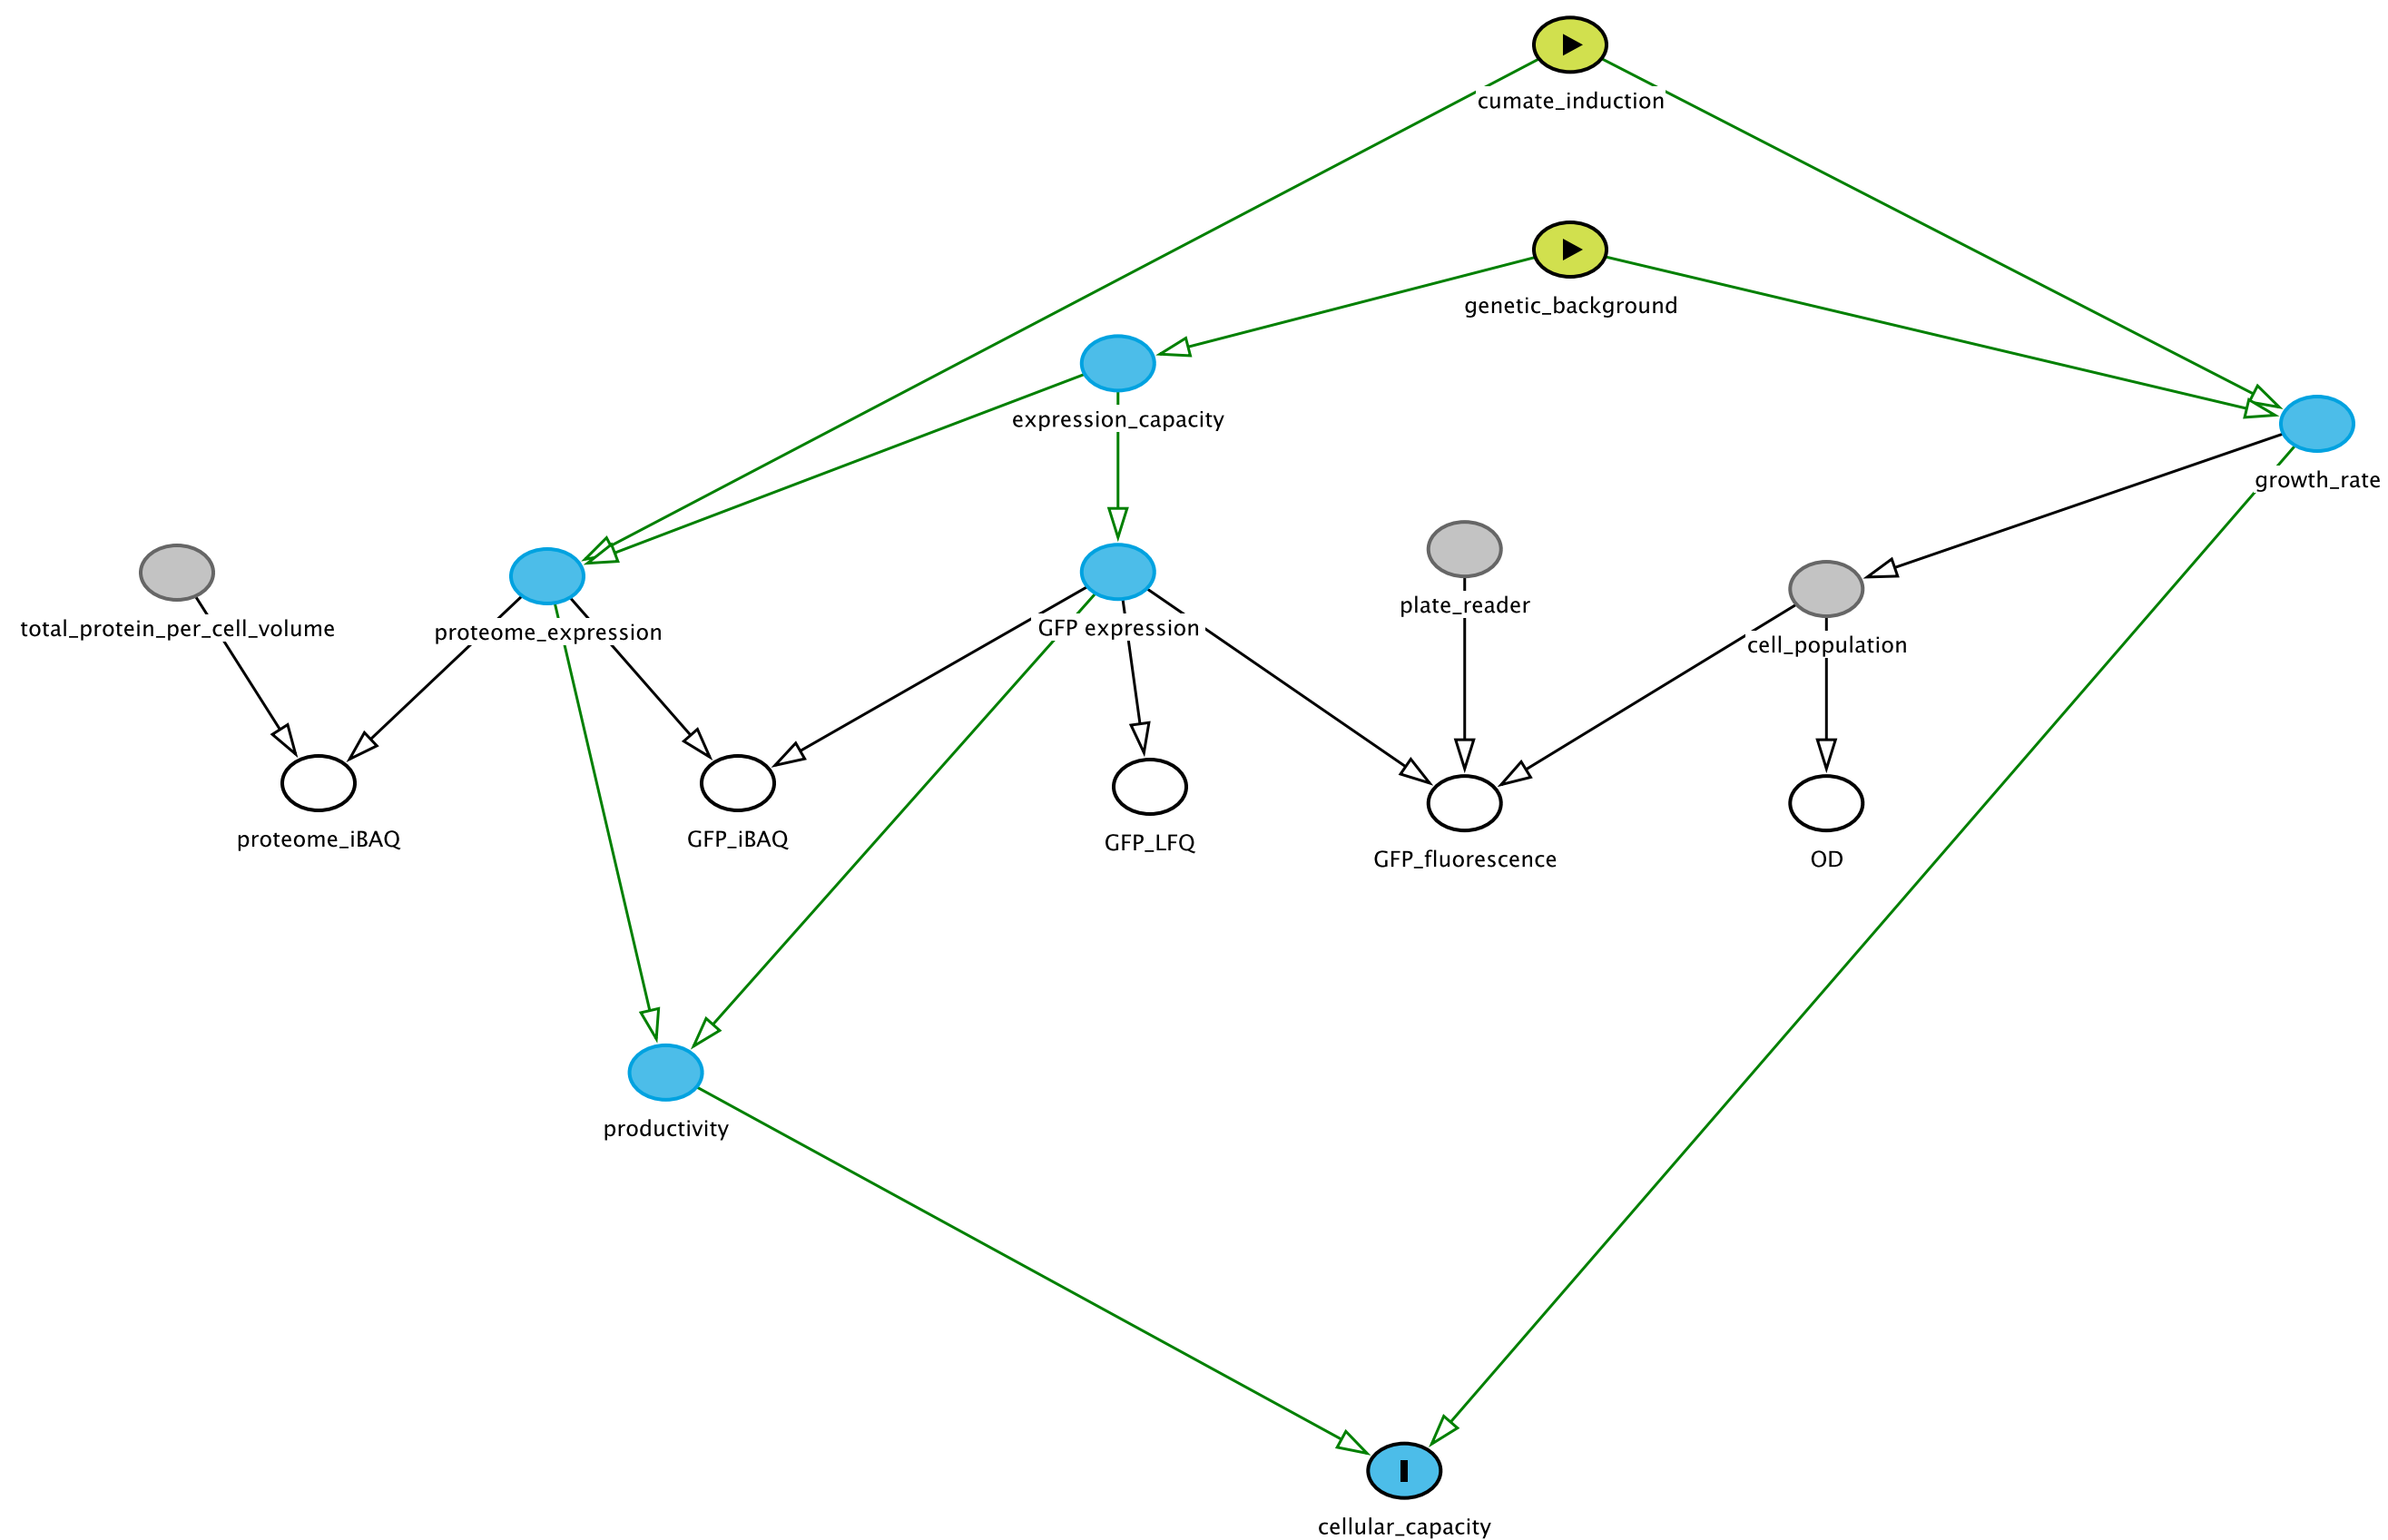 cumate_induction
genetic_background
expression_capacity
growth_rate
plate_reader
total_protein_per_cell_volume
proteome_expression
GFP expression
cell_population
proteome_iBAQ
GFP_iBAQ
GFP_LFQ
GFP_fluorescence
OD
productivity
cellular_capacity